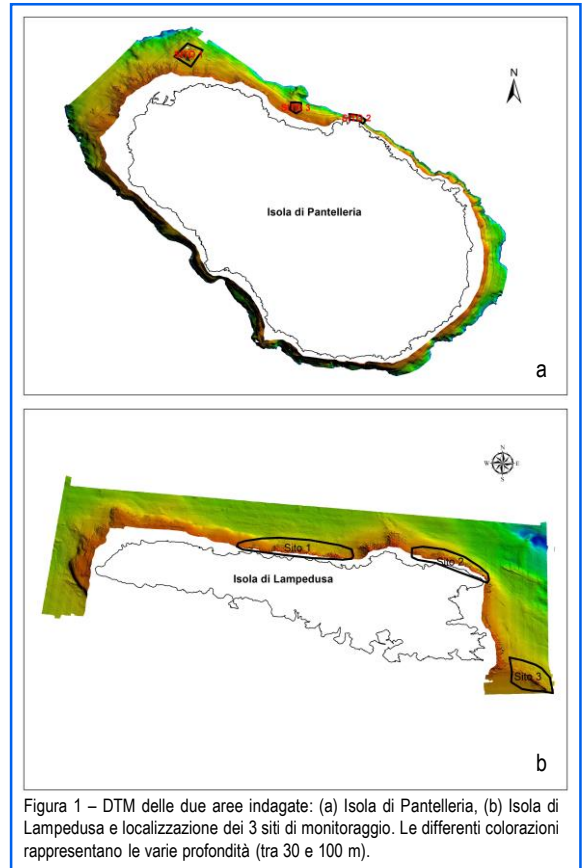 N
Isola di Pantelleria
a
N
W E
S
Sito 1
Sito 2
Isola di Lampedusa
Sito 3
b
Figura 1 – DTM delle due aree indagate: (a) Isola di Pantelleria, (b) Isola di
Lampedusa e localizzazione dei 3 siti di monitoraggio. Le differenti colorazioni
rappresentano le varie profondità (tra 30 e 100 m).